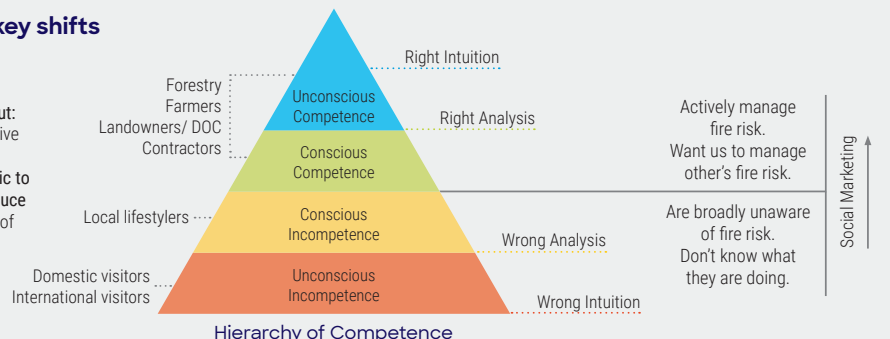 key shifts
ut:
ive
ic to
uce
of
Forestry
Farmers
Landowners/ DOC
Contractors
Local lifestylers
Domestic visitors
International visitors
Unconscious
Competence
Conscious
Competence
Conscious
Incompetence
Unconscious
Incompetence
Hierarchy of Competence
Right Intuition
Right Analysis
Wrong Analysis
Wrong Intuition
Actively manage
fire risk.
Want us to manage
other's fire risk.
Are broadly unaware
of fire risk.
Don't know what
they are doing.
Social Marketing